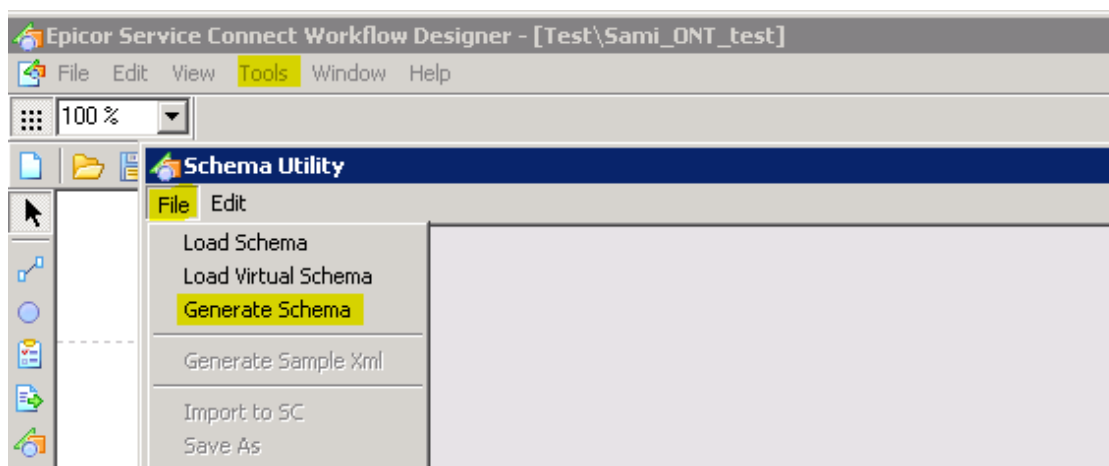 Epicor Service Connect Workflow Designer - [Test\Sami_ONT_test]
File Edit View Tools Window Help
100 %
Schema Utility
File Edit
Load Schema
Load Virtual Schema
Generate Schema
Generate Sample Xml
Import to SC
Save As